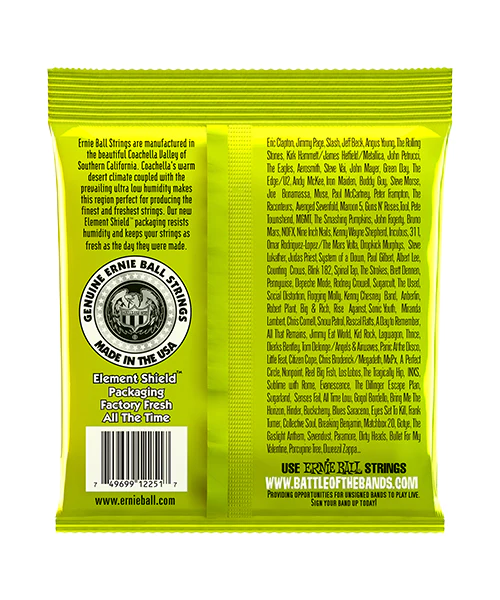 Ernie Ball Strings are manufactured in
the beautiful Coachella Valley of
Southern California. Coachella's warm
desert climate coupled with the
prevailing ultra low humidity makes
this region perfect for producing the
finest and freshest strings. Our new
Element Shield™ packaging resists
humidity and keeps your strings as
fresh as the day they were made.
GENUINE ERNIE BALL STRINGS
MADE IN THE USA
Element Shield™
Packaging
Factory Fresh
All The Time
7 49699 12251 7
www.ernieball.com
Eric Clapton, Jimmy Page, Slash, Jeff Beck, Angus Young, The Rolling
Stones, Kirk Hammett/James Hetfield/Metallica, John Petrucci,
The Eagles, Aerosmith, Steve Vai, John Mayer, Green Day, The
Edge/U2, Andy McKee, Iron Maiden, Buddy Guy, Steve Morse,
Joe Bonamassa, Muse, Paul McCartney, Peter Frampton, The
Raconteurs, Avenged Sevenfold, Maroon 5, Guns N' Roses, Tool, Pete
Townshend, MGMT, The Smashing Pumpkins, John Fogerty, Bruno
Mars, NOFX, Nine Inch Nails, Kenny Wayne Shepherd, Incubus, 311,
Omar Rodriguez-Lopez/The Mars Volta, Dropkick Murphys, Steve
Lukather, Judas Priest, System of a Down, Paul Gilbert, Albert Lee,
Counting Crows, Blink 182, Spinal Tap, The Strokes, Brett Dennen,
Pennywise, Depeche Mode, Rodney Crowell, Sugarcult, The Used,
Social Distortion, Flogging Molly, Kenny Chesney Band, Anberlin,
Robert Plant, Big & Rich, Rise Against, Sonic Youth, Miranda
Lambert, Chris Cornell, Snow Patrol, Rascal Flatts, A Day to Remember,
All That Remains, Jimmy Eat World, Kid Rock, Lagwagon, Thrice,
Dierks Bentley, Tom Delonge/Angels & Airwaves, Panic At the Disco,
Little Feat, Citizen Cope, Chris Broderick/Megadeth, MxPx, A Perfect
Circle, Nonpoint, Reel Big Fish, Los Lobos, The Tragically Hip, INXS,
Sublime with Rome, Evanescence, The Dillinger Escape Plan,
Sugarland, Senses Fail, All Time Low, Gogol Bordello, Bring Me The
Horizon, Hinder, Buckcherry, Blues Saraceno, Eyes Set To Kill, Frank
Turner, Collective Soul, Breaking Benjamin, Matchbox 20, Gotye, The
Gaslight Anthem, Sevendust, Paramore, Dirty Heads, Bullet For My
Valentine, Porcupine Tree, Dweezil Zappa...
USE ERNIE BALL STRINGS
WWW.BATTLEOFTHEBANDS.COM
Providing opportunities for unsigned bands to play live.
Sign your band up today!